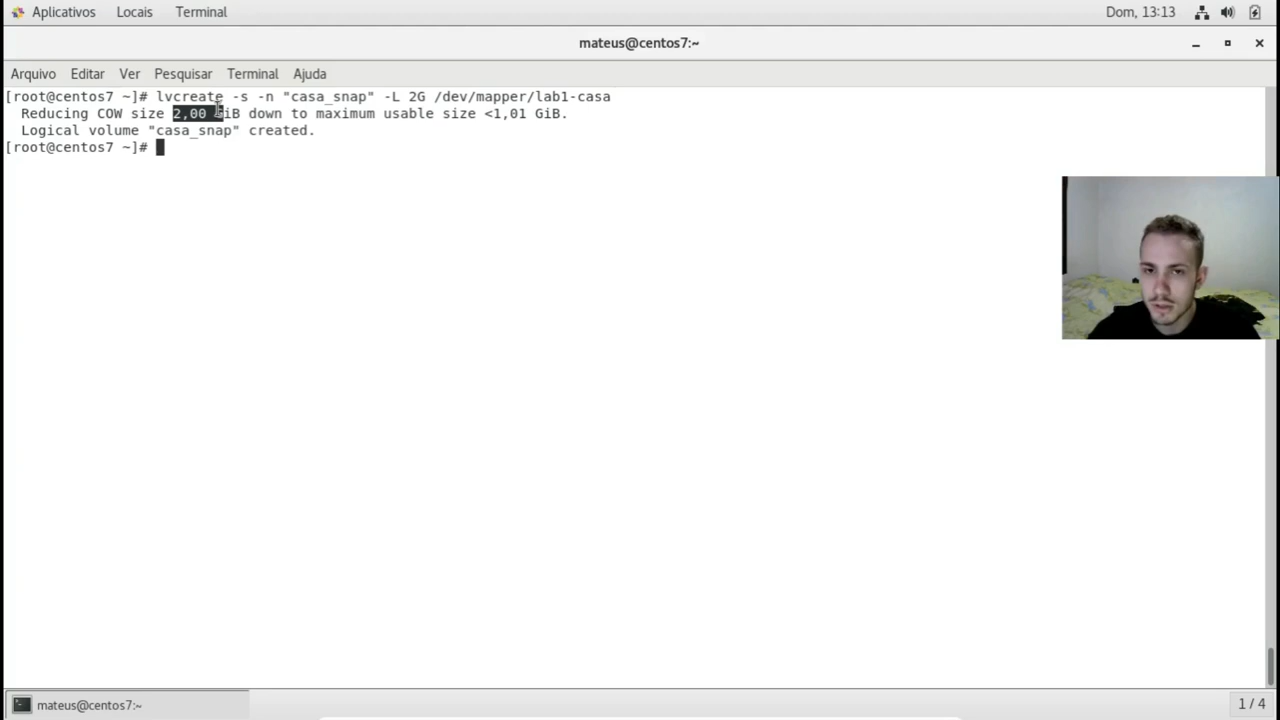 Aplicativos Locais Terminal Dom, 13:13
mateus@centos7:~
Arquivo Editar Ver Pesquisar Terminal Ajuda
[root@centos7 ~]# lvcreate -s -n "casa_snap" -L 2G /dev/mapper/lab1-casa
Reducing COW size 2,00 GiB down to maximum usable size <1,01 GiB.
Logical volume "casa_snap" created.
[root@centos7 ~]#
mateus@centos7:~ 1 / 4